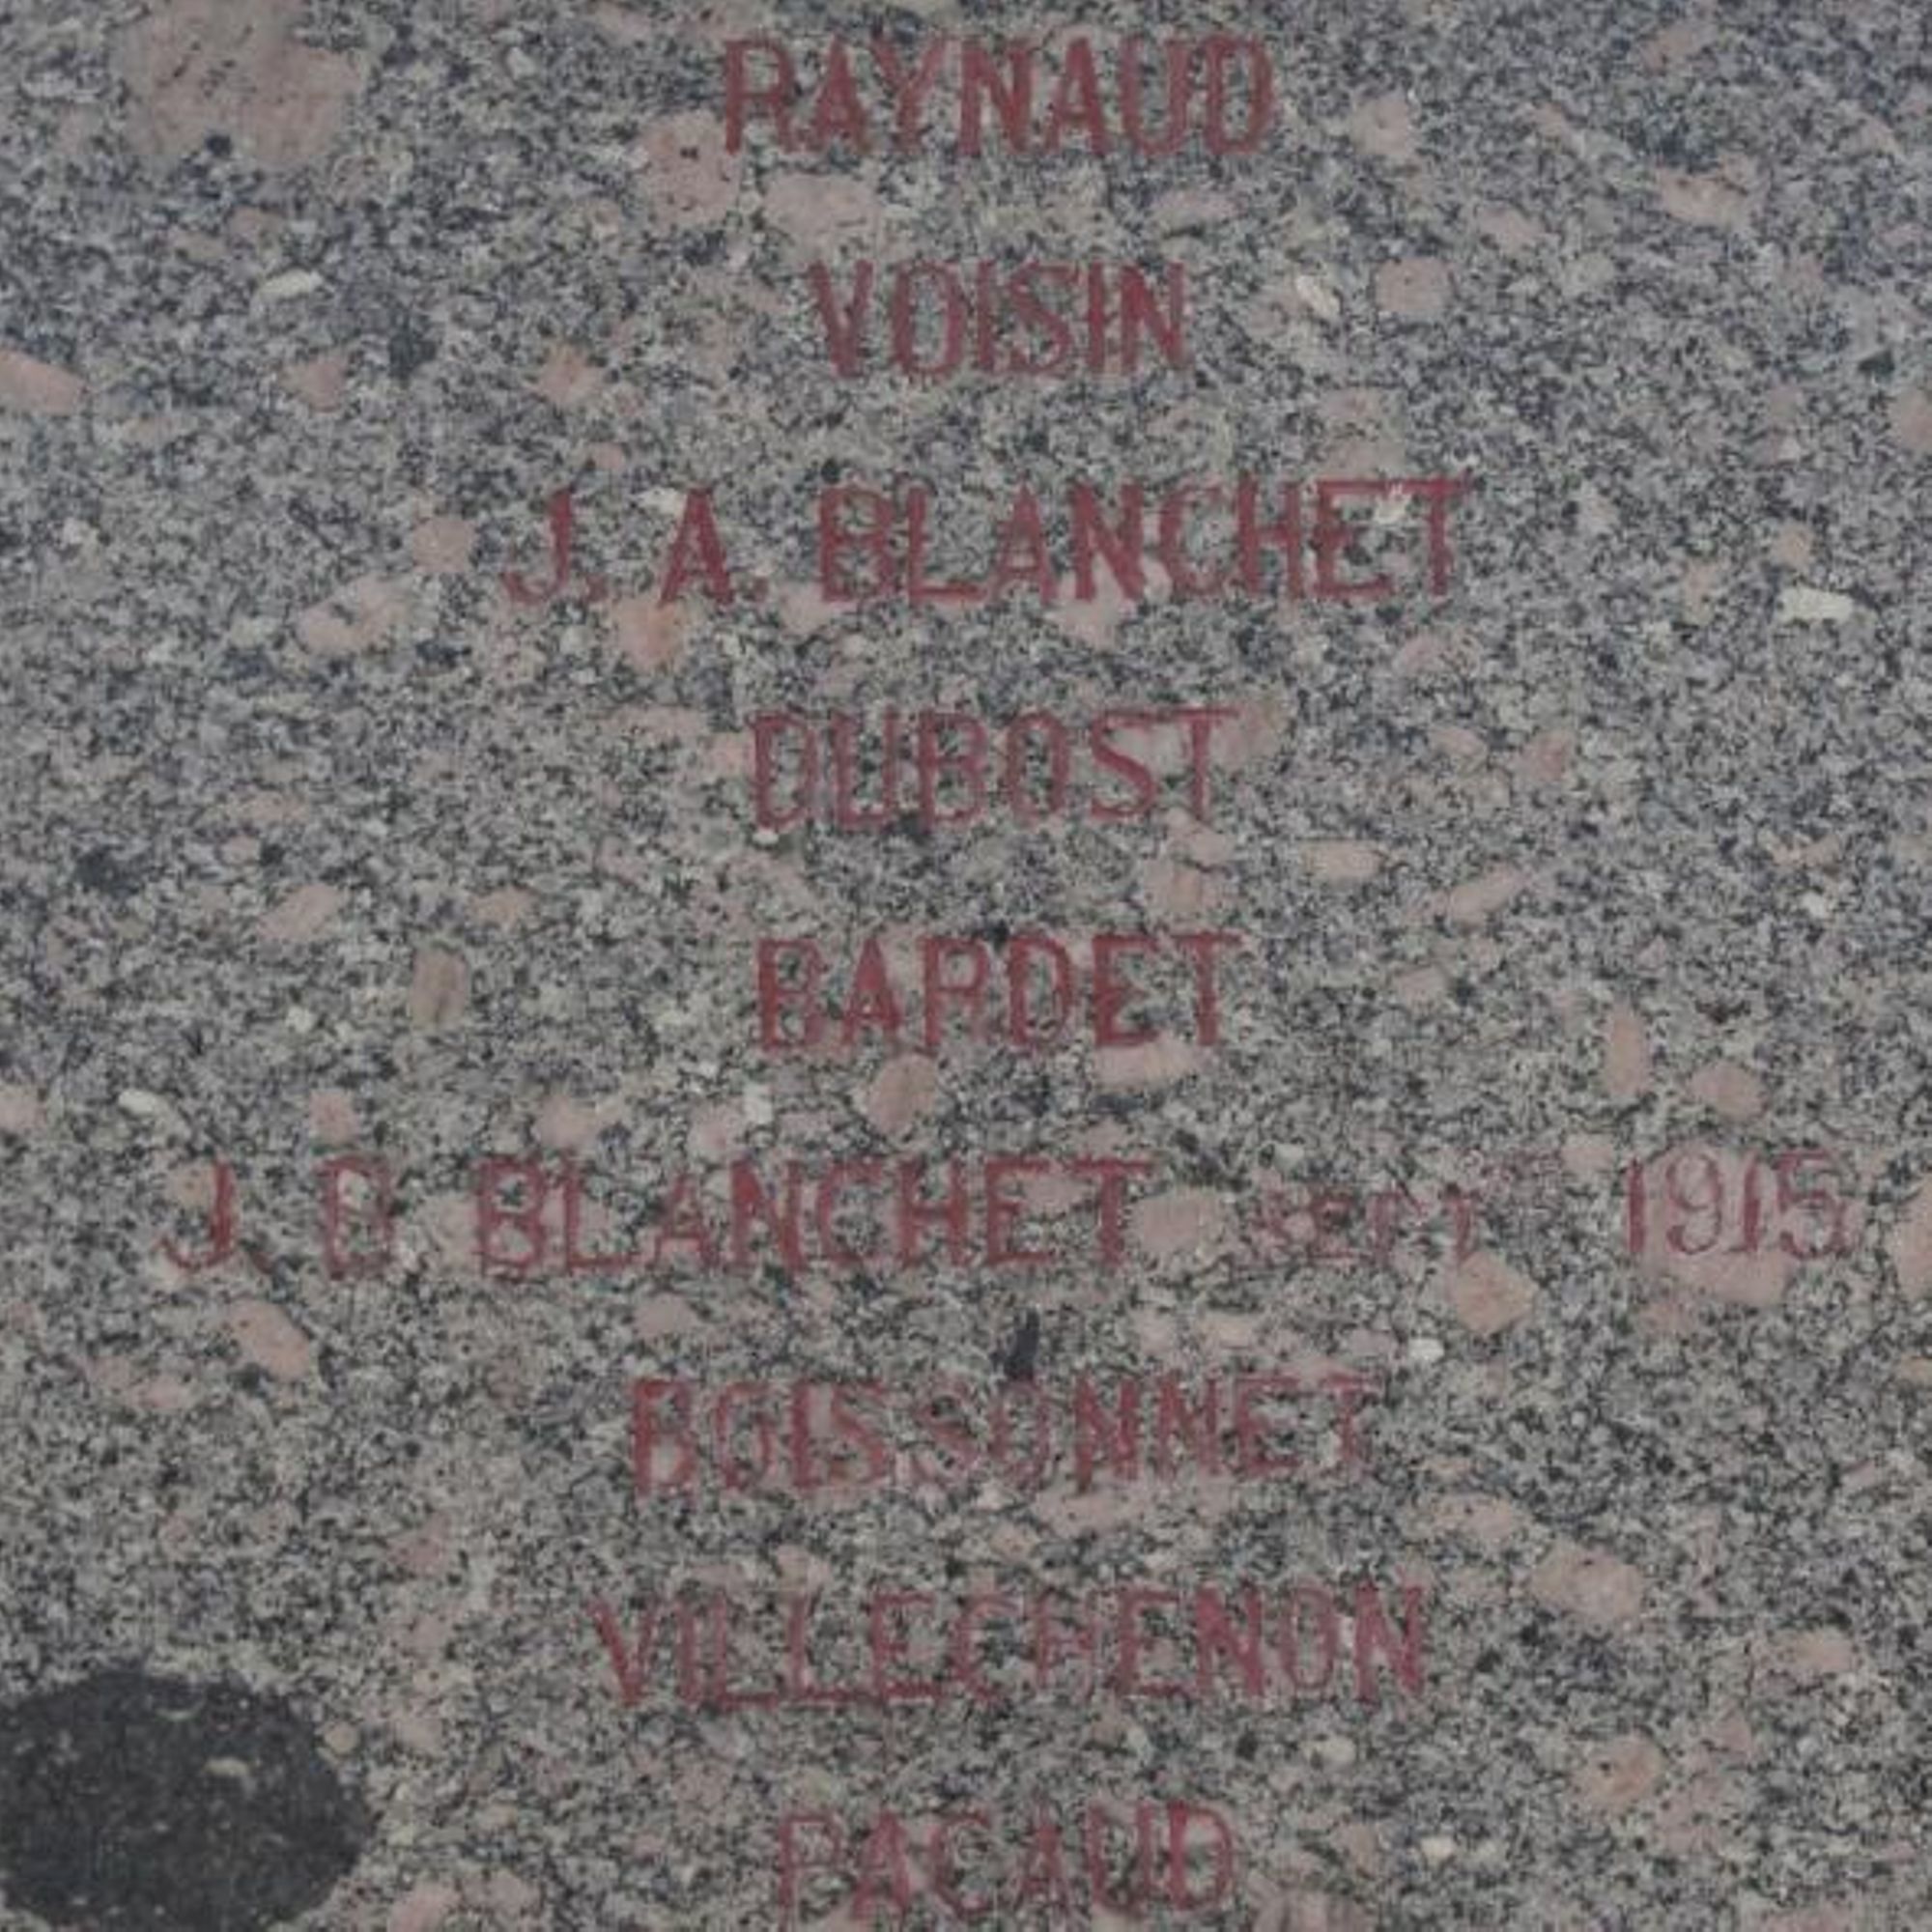 RAYNAUD
VOISIN
J. A. BLANCHET
DUBOST
BARDET
J. B BLANCHET SEPT 1915
BOISSONNET
VILLECHENON
PACAUD